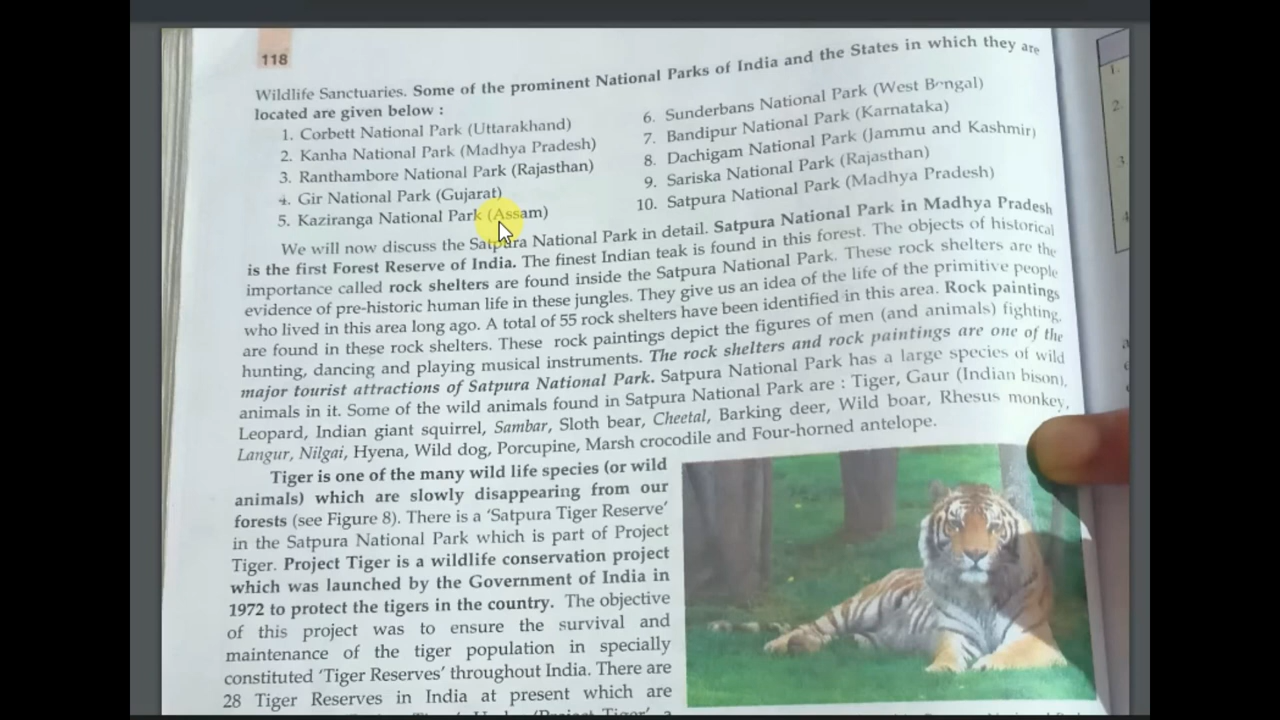 118
Wildlife Sanctuaries. Some of the prominent National Parks of India and the States in which they are
located are given below :
1. Corbett National Park (Uttarakhand)
2. Kanha National Park (Madhya Pradesh)
3. Ranthambore National Park (Rajasthan)
4. Gir National Park (Gujarat)
5. Kaziranga National Park (Assam)
6. Sunderbans National Park (West Bengal)
7. Bandipur National Park (Karnataka)
8. Dachigam National Park (Jammu and Kashmir)
9. Sariska National Park (Rajasthan)
10. Satpura National Park (Madhya Pradesh)
We will now discuss the Satpura National Park in detail. Satpura National Park in Madhya Pradesh
is the first Forest Reserve of India. The finest Indian teak is found in this forest. The objects of historical
importance called rock shelters are found inside the Satpura National Park. These rock shelters are the
evidence of pre-historic human life in these jungles. They give us an idea of the life of the primitive people
who lived in this area long ago. A total of 55 rock shelters have been identified in this area. Rock paintings
are found in these rock shelters. These rock paintings depict the figures of men (and animals) fighting,
hunting, dancing and playing musical instruments. The rock shelters and rock paintings are one of the
major tourist attractions of Satpura National Park. Satpura National Park has a large species of wild
animals in it. Some of the wild animals found in Satpura National Park are : Tiger, Gaur (Indian bison),
Leopard, Indian giant squirrel, Sambar, Sloth bear, Cheetal, Barking deer, Wild boar, Rhesus monkey,
Langur, Nilgai, Hyena, Wild dog, Porcupine, Marsh crocodile and Four-horned antelope.
Tiger is one of the many wild life species (or wild
animals) which are slowly disappearing from our
forests (see Figure 8). There is a 'Satpura Tiger Reserve'
in the Satpura National Park which is part of Project
Tiger. Project Tiger is a wildlife conservation project
which was launched by the Government of India in
1972 to protect the tigers in the country. The objective
of this project was to ensure the survival and
maintenance of the tiger population in specially
constituted 'Tiger Reserves' throughout India. There are
28 Tiger Reserves in India at present which are
1.
2.
3
4